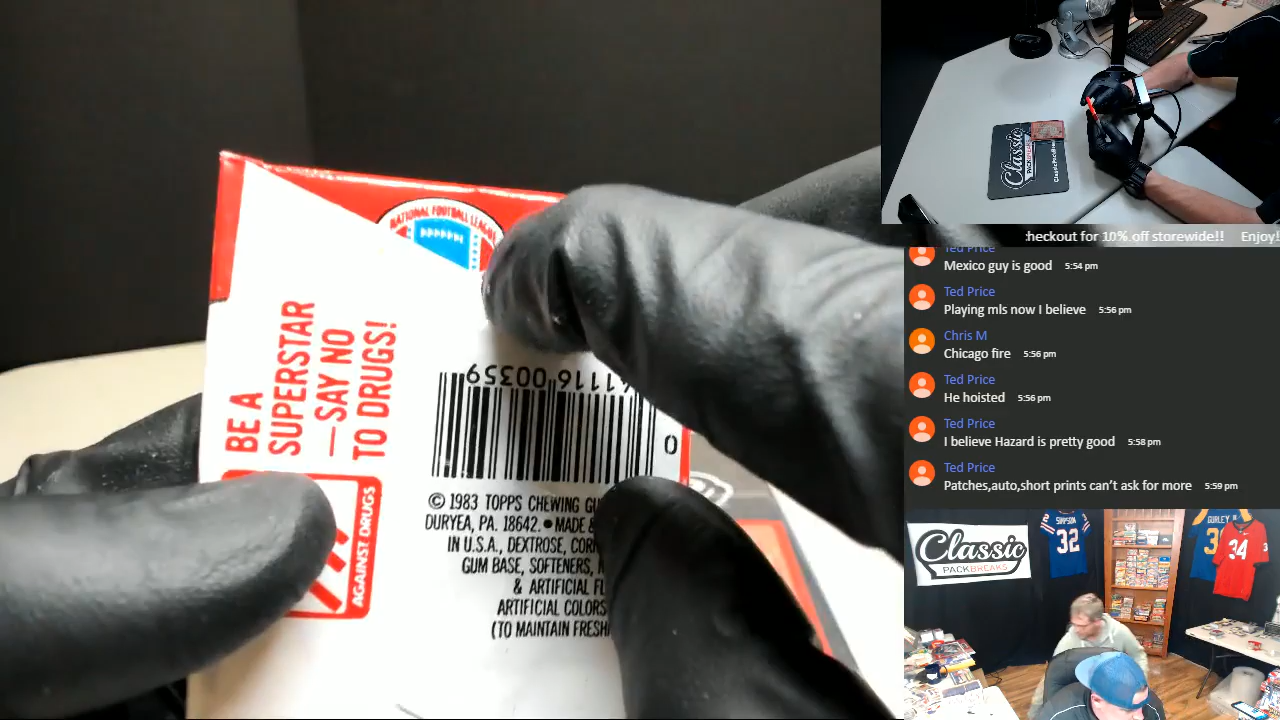 NATIONAL FOOTBALL LEAGUE
BE A
SUPERSTAR
—SAY NO
TO DRUGS!
AGAINST DRUGS
41116 00359
0
© 1983 TOPPS CHEWING
DURYEA, PA. 18642. • MADE
IN U.S.A., DEXTROSE,
GUM BASE, SOFTENERS,
& ARTIFICIAL
ARTIFICIAL COLORS
(TO MAINTAIN
Classic
checkout for 10% off storewide!! Enjoy!
Ted Price
Mexico guy is good 5:54 pm
Ted Price
Playing mls now I believe 5:56 pm
Chris M
Chicago fire 5:56 pm
Ted Price
He hoisted 5:56 pm
Ted Price
I believe Hazard is pretty good 5:58 pm
Ted Price
Patches,auto,short prints can't ask for more 5:59 pm
Classic
PACKBREAKS
SIMPSON
32
GURLEY
3
34
3